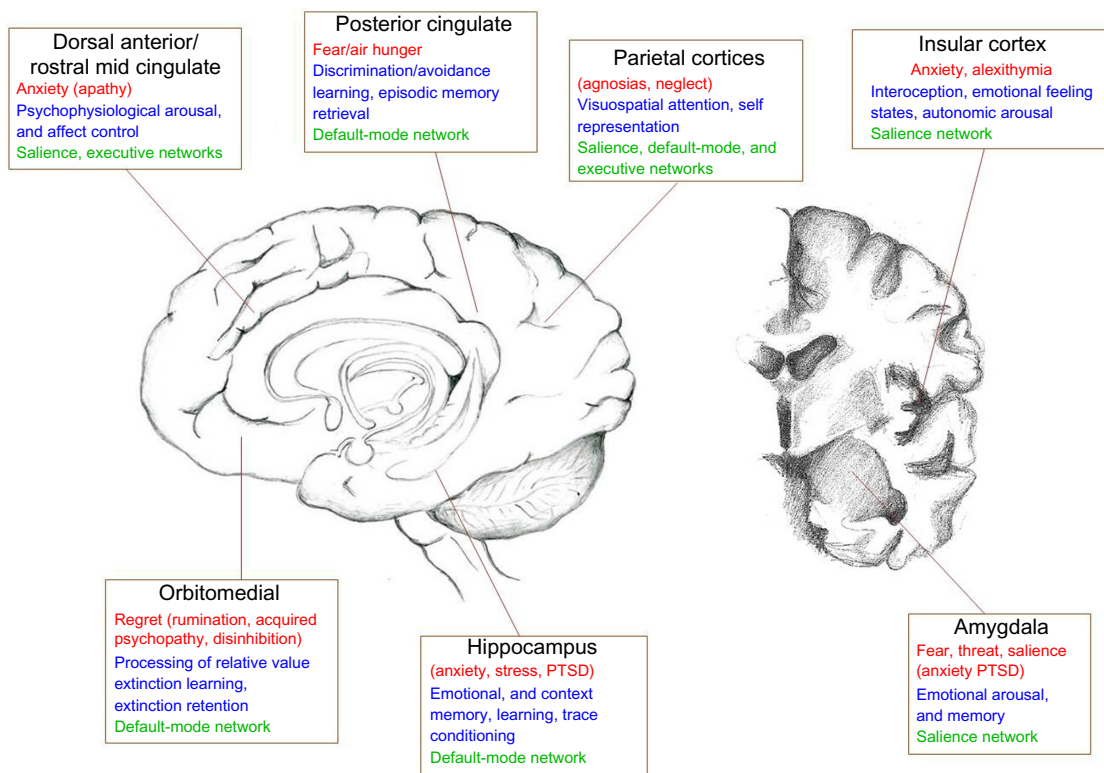 Dorsal anterior/
rostral mid cingulate
Anxiety (apathy)
Psychophysiological arousal,
and affect control
Salience, executive networks
Posterior cingulate
Fear/air hunger
Discrimination/avoidance
learning, episodic memory
retrieval
Default-mode network
Parietal cortices
(agnosias, neglect)
Visuospatial attention, self
representation
Salience, default-mode, and
executive networks
Insular cortex
Anxiety, alexithymia
Interoception, emotional feeling
states, autonomic arousal
Salience network
Orbitomedial
Regret (rumination, acquired
psychopathy, disinhibition)
Processing of relative value
extinction learning,
extinction retention
Default-mode network
Hippocampus
(anxiety, stress, PTSD)
Emotional, and context
memory, learning, trace
conditioning
Default-mode network
Amygdala
Fear, threat, salience
(anxiety PTSD)
Emotional arousal,
and memory
Salience network